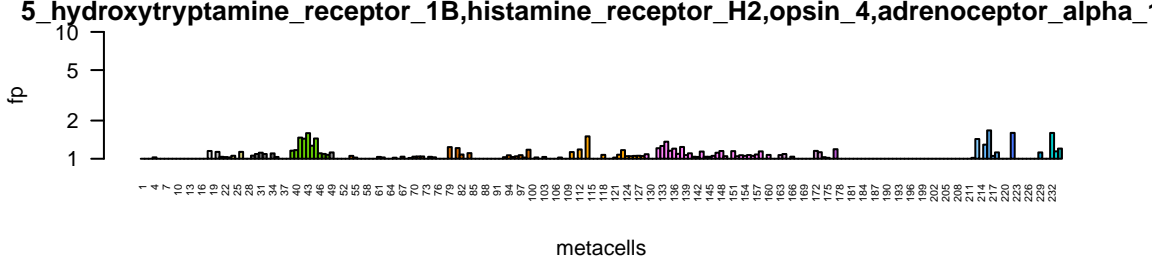 5_hydroxytryptamine_receptor_1B,histamine_receptor_H2,opsin_4,adrenoceptor_alpha_1
10
5
2
1
fp
1 4 7 10 13 16 19 22 25 28 31 34 37 40 43 46 49 52 55 58 61 64 67 70 73 76 79 82 85 88 91 94 97 100 103 106 109 112 115 118 121 124 127 130 133 136 139 142 145 148 151 154 157 160 163 166 169 172 175 178 181 184 187 190 193 196 199 202 205 208 211 214 217 220 223 226 229 232
metacells